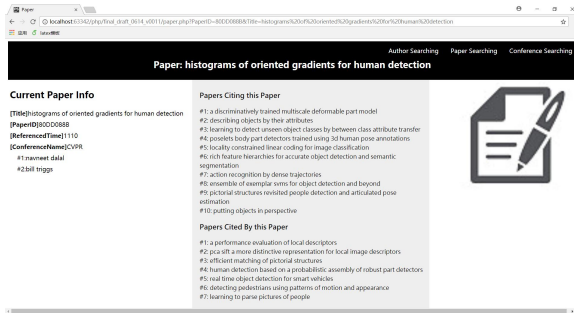 Paper
localhost:63342/php/final_draft_0614_v0011/paper.php?PaperID=80DD088B&Title=histograms%20of%20oriented%20gradients%20for%20human%20detection
应用
Author Searching Paper Searching Conference Searching
Paper: histograms of oriented gradients for human detection
Current Paper Info
[Title]histograms of oriented gradients for human detection
[PaperID]80DD088B
[ReferencedTime]1110
[ConferenceName]CVPR
#1:navneet dalal
#2:bill triggs
Papers Citing this Paper
#1: a discriminatively trained multiscale deformable part model
#2: describing objects by their attributes
#3: learning to detect unseen object classes by between class attribute transfer
#4: poselets body part detectors trained using 3d human pose annotations
#5: locality constrained linear coding for image classification
#6: rich feature hierarchies for accurate object detection and semantic
segmentation
#7: action recognition by dense trajectories
#8: ensemble of exemplar svms for object detection and beyond
#9: pictorial structures revisited people detection and articulated pose
estimation
#10: putting objects in perspective
Papers Cited By this Paper
#1: a performance evaluation of local descriptors
#2: pca sift a more distinctive representation for local image descriptors
#3: efficient matching of pictorial structures
#4: human detection based on a probabilistic assembly of robust part detectors
#5: real time object detection for smart vehicles
#6: detecting pedestrians using patterns of motion and appearance
#7: learning to parse pictures of people